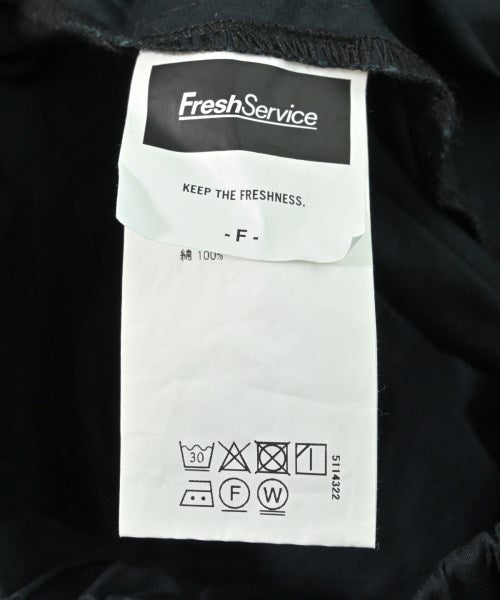 FreshService
KEEP THE FRESHNESS.
- F -
綿 100%
30
5114322
F W